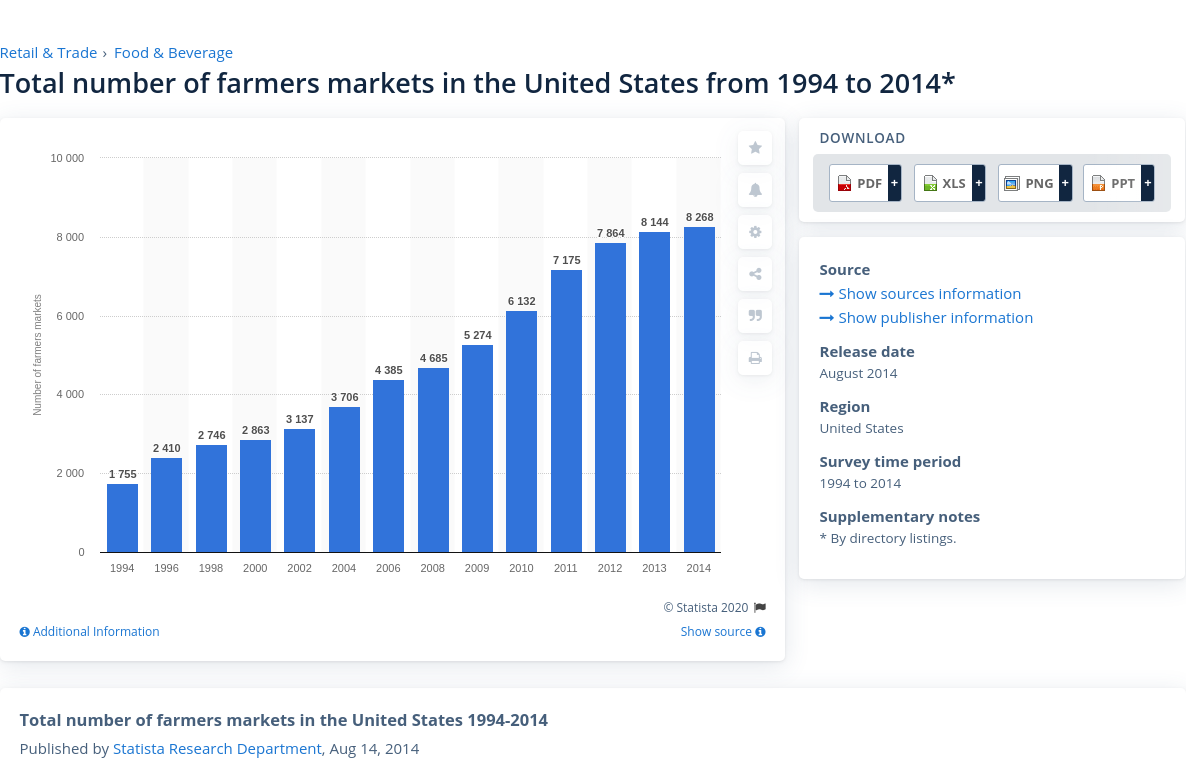 Retail & Trade › Food & Beverage
Total number of farmers markets in the United States from 1994 to 2014*
10 000
8 000
6 000
4 000
2 000
0
Number of farmers markets
1 755
2 410
2 746
2 863
3 137
3 706
4 385
4 685
5 274
6 132
7 175
7 864
8 144
8 268
1994 1996 1998 2000 2002 2004 2006 2008 2009 2010 2011 2012 2013 2014
© Statista 2020
Additional Information
Show source
DOWNLOAD
PDF + XLS + PNG + PPT +
Source
Show sources information
Show publisher information
Release date
August 2014
Region
United States
Survey time period
1994 to 2014
Supplementary notes
* By directory listings.
Total number of farmers markets in the United States 1994-2014
Published by Statista Research Department, Aug 14, 2014